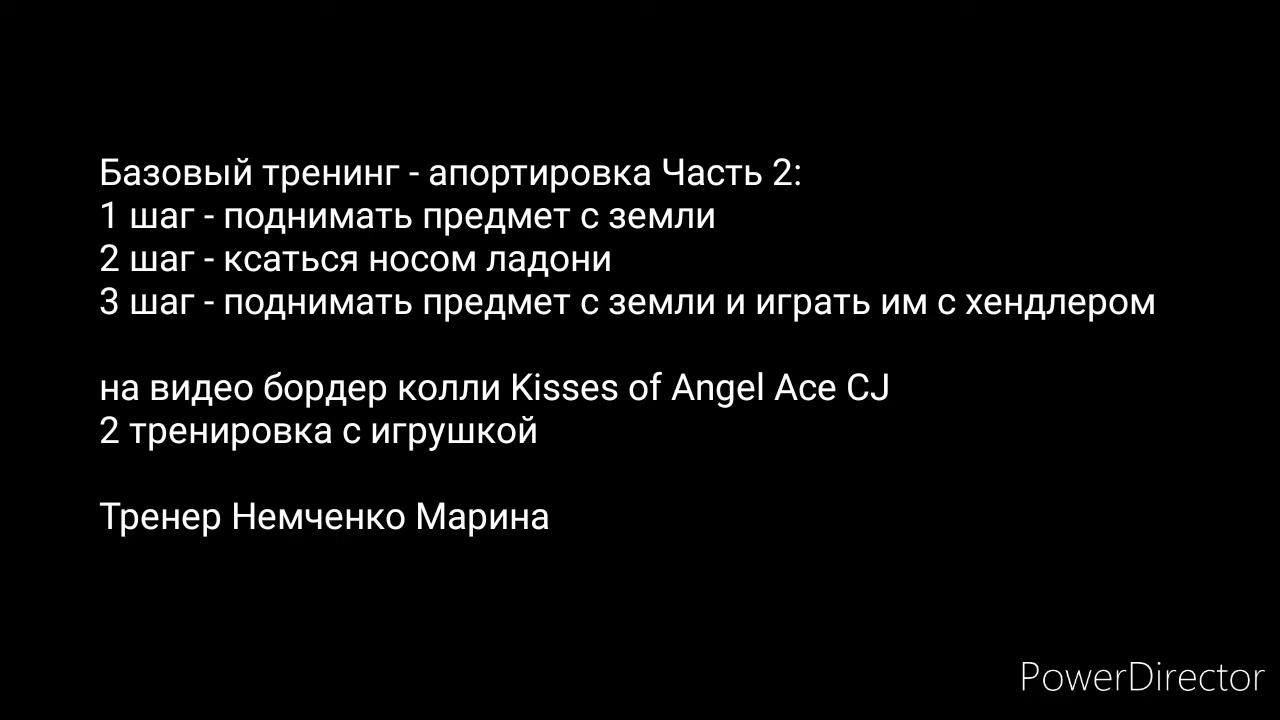 Базовый тренинг - апортировка Часть 2:
1 шаг - поднимать предмет с земли
2 шаг - ксаться носом ладони
3 шаг - поднимать предмет с земли и играть им с хендлером
на видео бордер колли Kisses of Angel Ace CJ
2 тренировка с игрушкой
Тренер Немченко Марина
PowerDirector